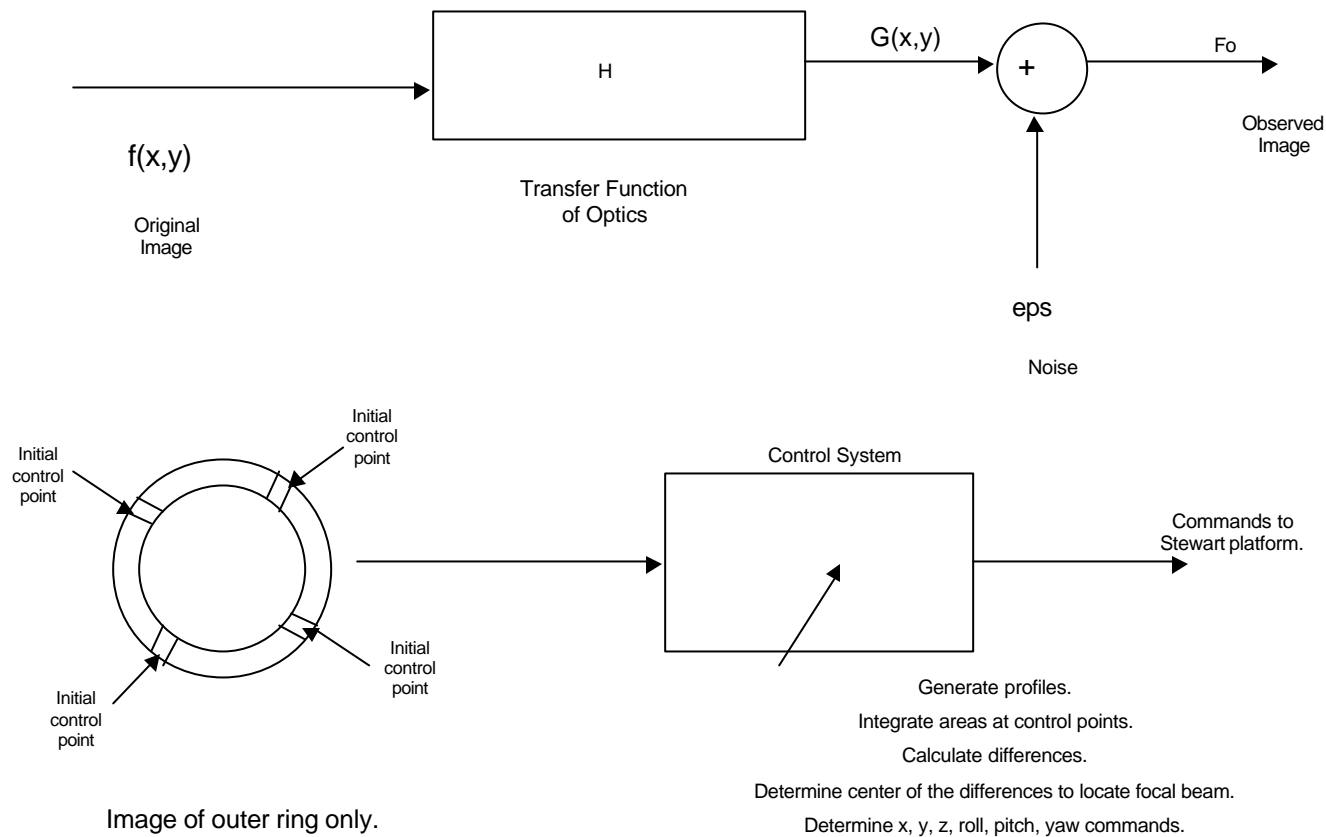 G(x,y)
H
+
Fo
Observed
Image
f(x,y)
Original
Image
Transfer Function
of Optics
eps
Noise
Initial
control
point
Initial
control
point
Initial
control
point
Initial
control
point
Image of outer ring only.
Control System
Commands to
Stewart platform.
Generate profiles.
Integrate areas at control points.
Calculate differences.
Determine center of the differences to locate focal beam.
Determine x, y, z, roll, pitch, yaw commands.